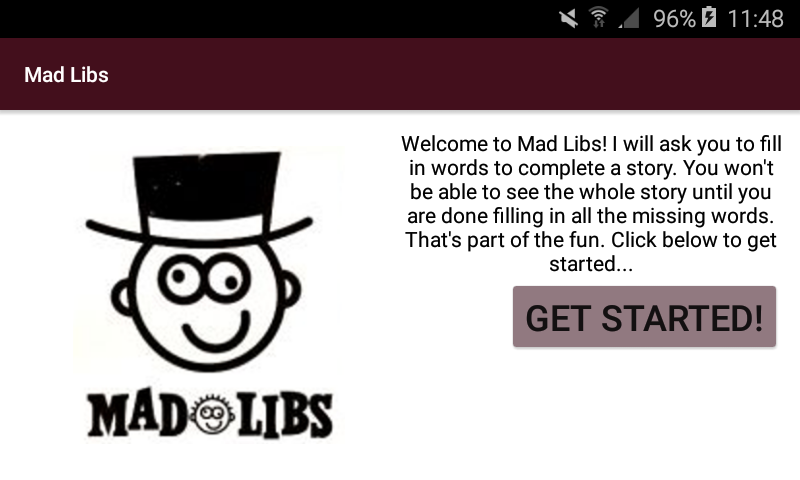 96% 11:48
Mad Libs
Welcome to Mad Libs! I will ask you to fill
in words to complete a story. You won't
be able to see the whole story until you
are done filling in all the missing words.
That's part of the fun. Click below to get
started...
GET STARTED!
MAD LIBS